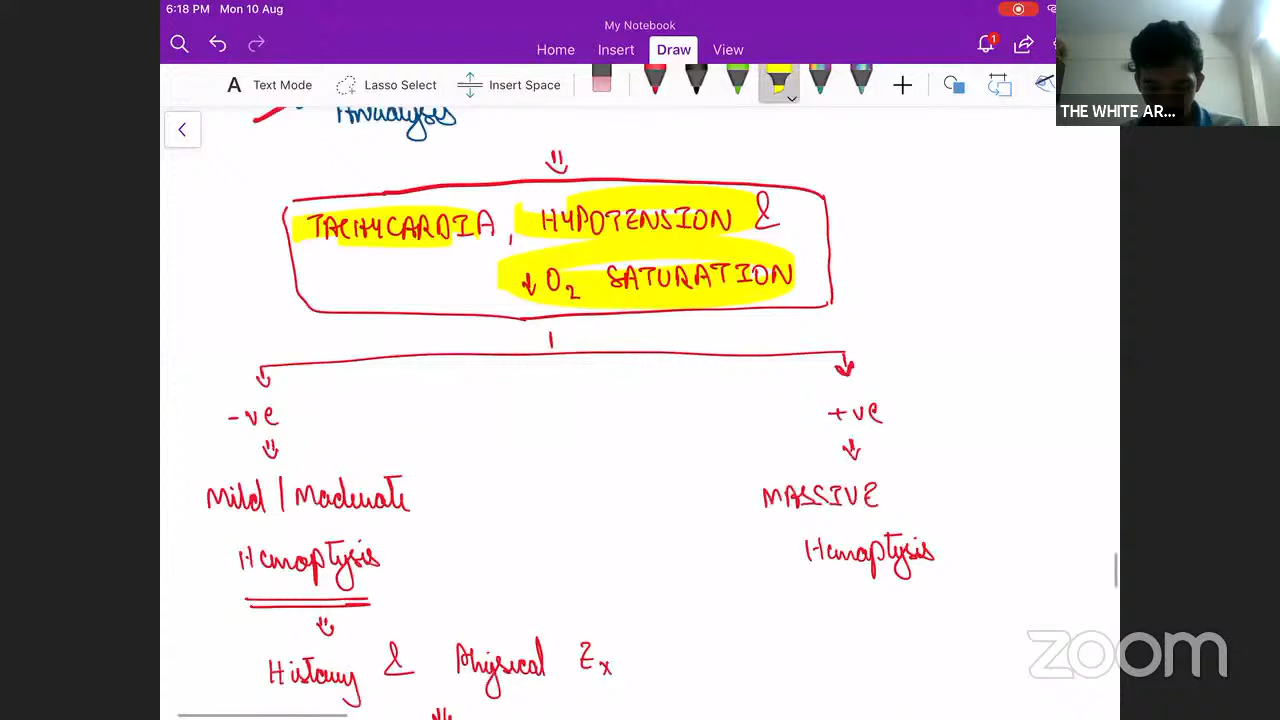 6:18 PM Mon 10 Aug
My Notebook
Home Insert Draw View
1
A Text Mode Lasso Select Insert Space
THE WHITE AR...
Analysis
TACHYCARDIA, HYPOTENSION &
↓ O2 SATURATION
-ve +ve
Mild / Moderate MASSIVE
Hemoptysis Hemoptysis
History & Physical Ex
zoom